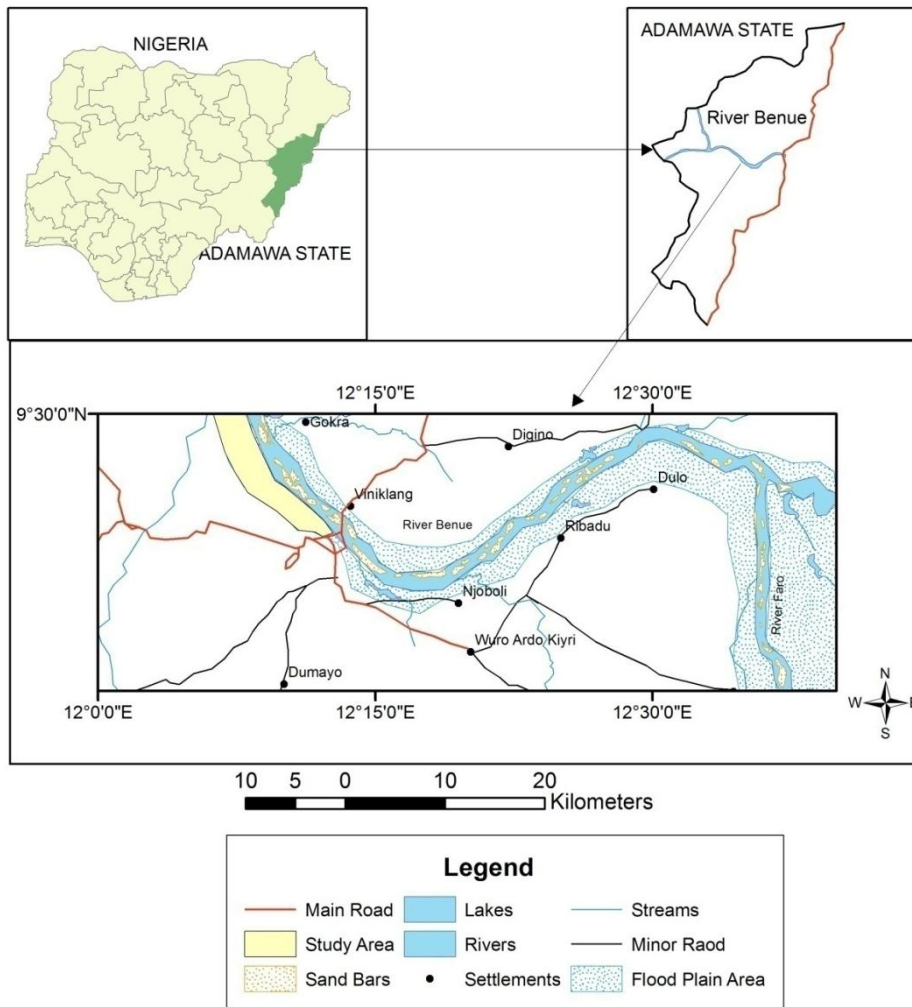 NIGERIA
ADAMAWA STATE
ADAMAWA STATE
River Benue
12°15'0"E
12°30'0"E
9°30'0"N
Gokra
Digino
Viniklang
Dulo
River Benue
Ribadu
Njoboli
River Faro
Wuro Ardo Kiyri
Dumayo
12°0'0"E
12°15'0"E
12°30'0"E
N
W
E
S
10 5 0 10 20
Kilometers
Legend
Main Road
Lakes
Streams
Study Area
Rivers
Minor Raod
Sand Bars
Settlements
Flood Plain Area